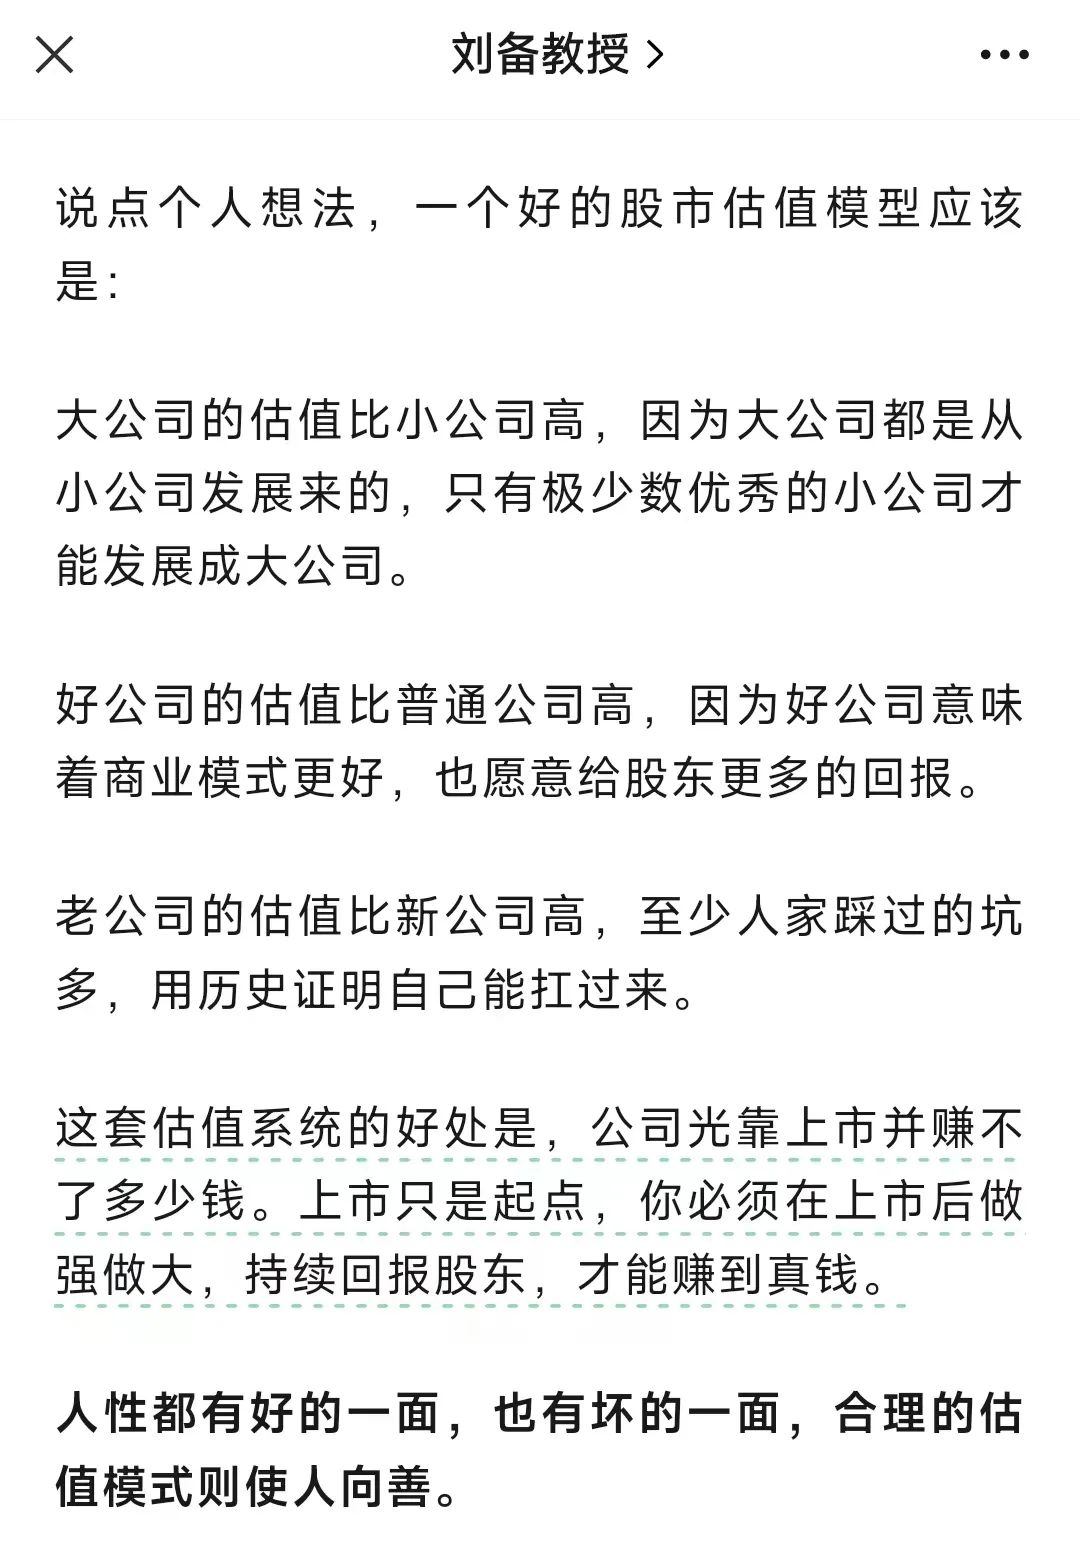 刘备教授
说点个人想法，一个好的股市估值模型应该
是：
大公司的估值比小公司高，因为大公司都是从
小公司发展来的，只有极少数优秀的小公司才
能发展成大公司。
好公司的估值比普通公司高，因为好公司意味
着商业模式更好，也愿意给股东更多的回报。
老公司的估值比新公司高，至少人家踩过的坑
多，用历史证明自己能扛过来。
这套估值系统的好处是，公司光靠上市并赚不
了多少钱。上市只是起点，你必须在上市后做
强做大，持续回报股东，才能赚到真钱。
人性都有好的一面，也有坏的一面，合理的估
值模式则使人向善。